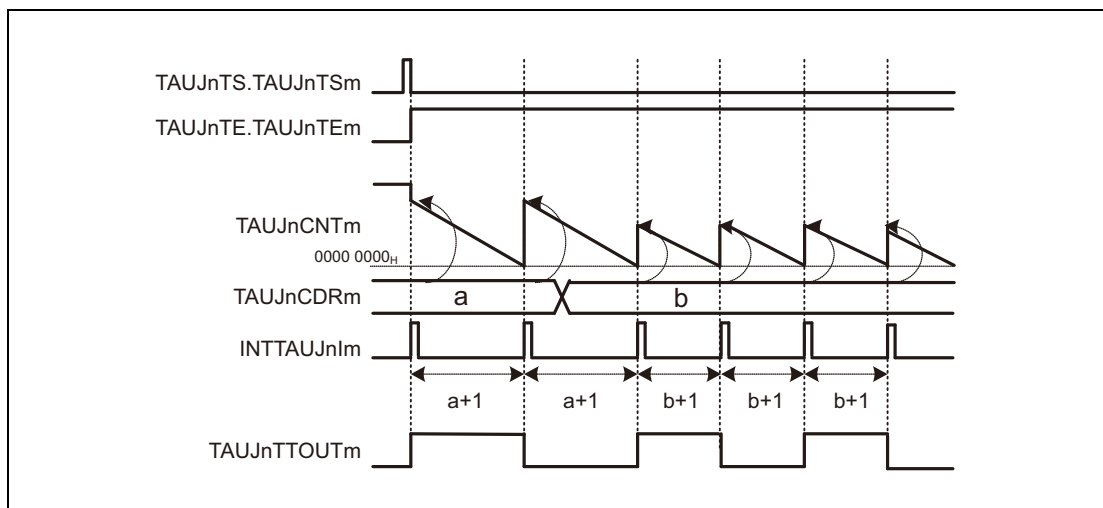 TAUJnTS.TAUJnTSm
TAUJnTE.TAUJnTEm
TAUJnCNTm
0000 0000H
TAUJnCDRm
a
b
INTTAUJnIm
a+1
a+1
b+1
b+1
b+1
TAUJnTTOUTm